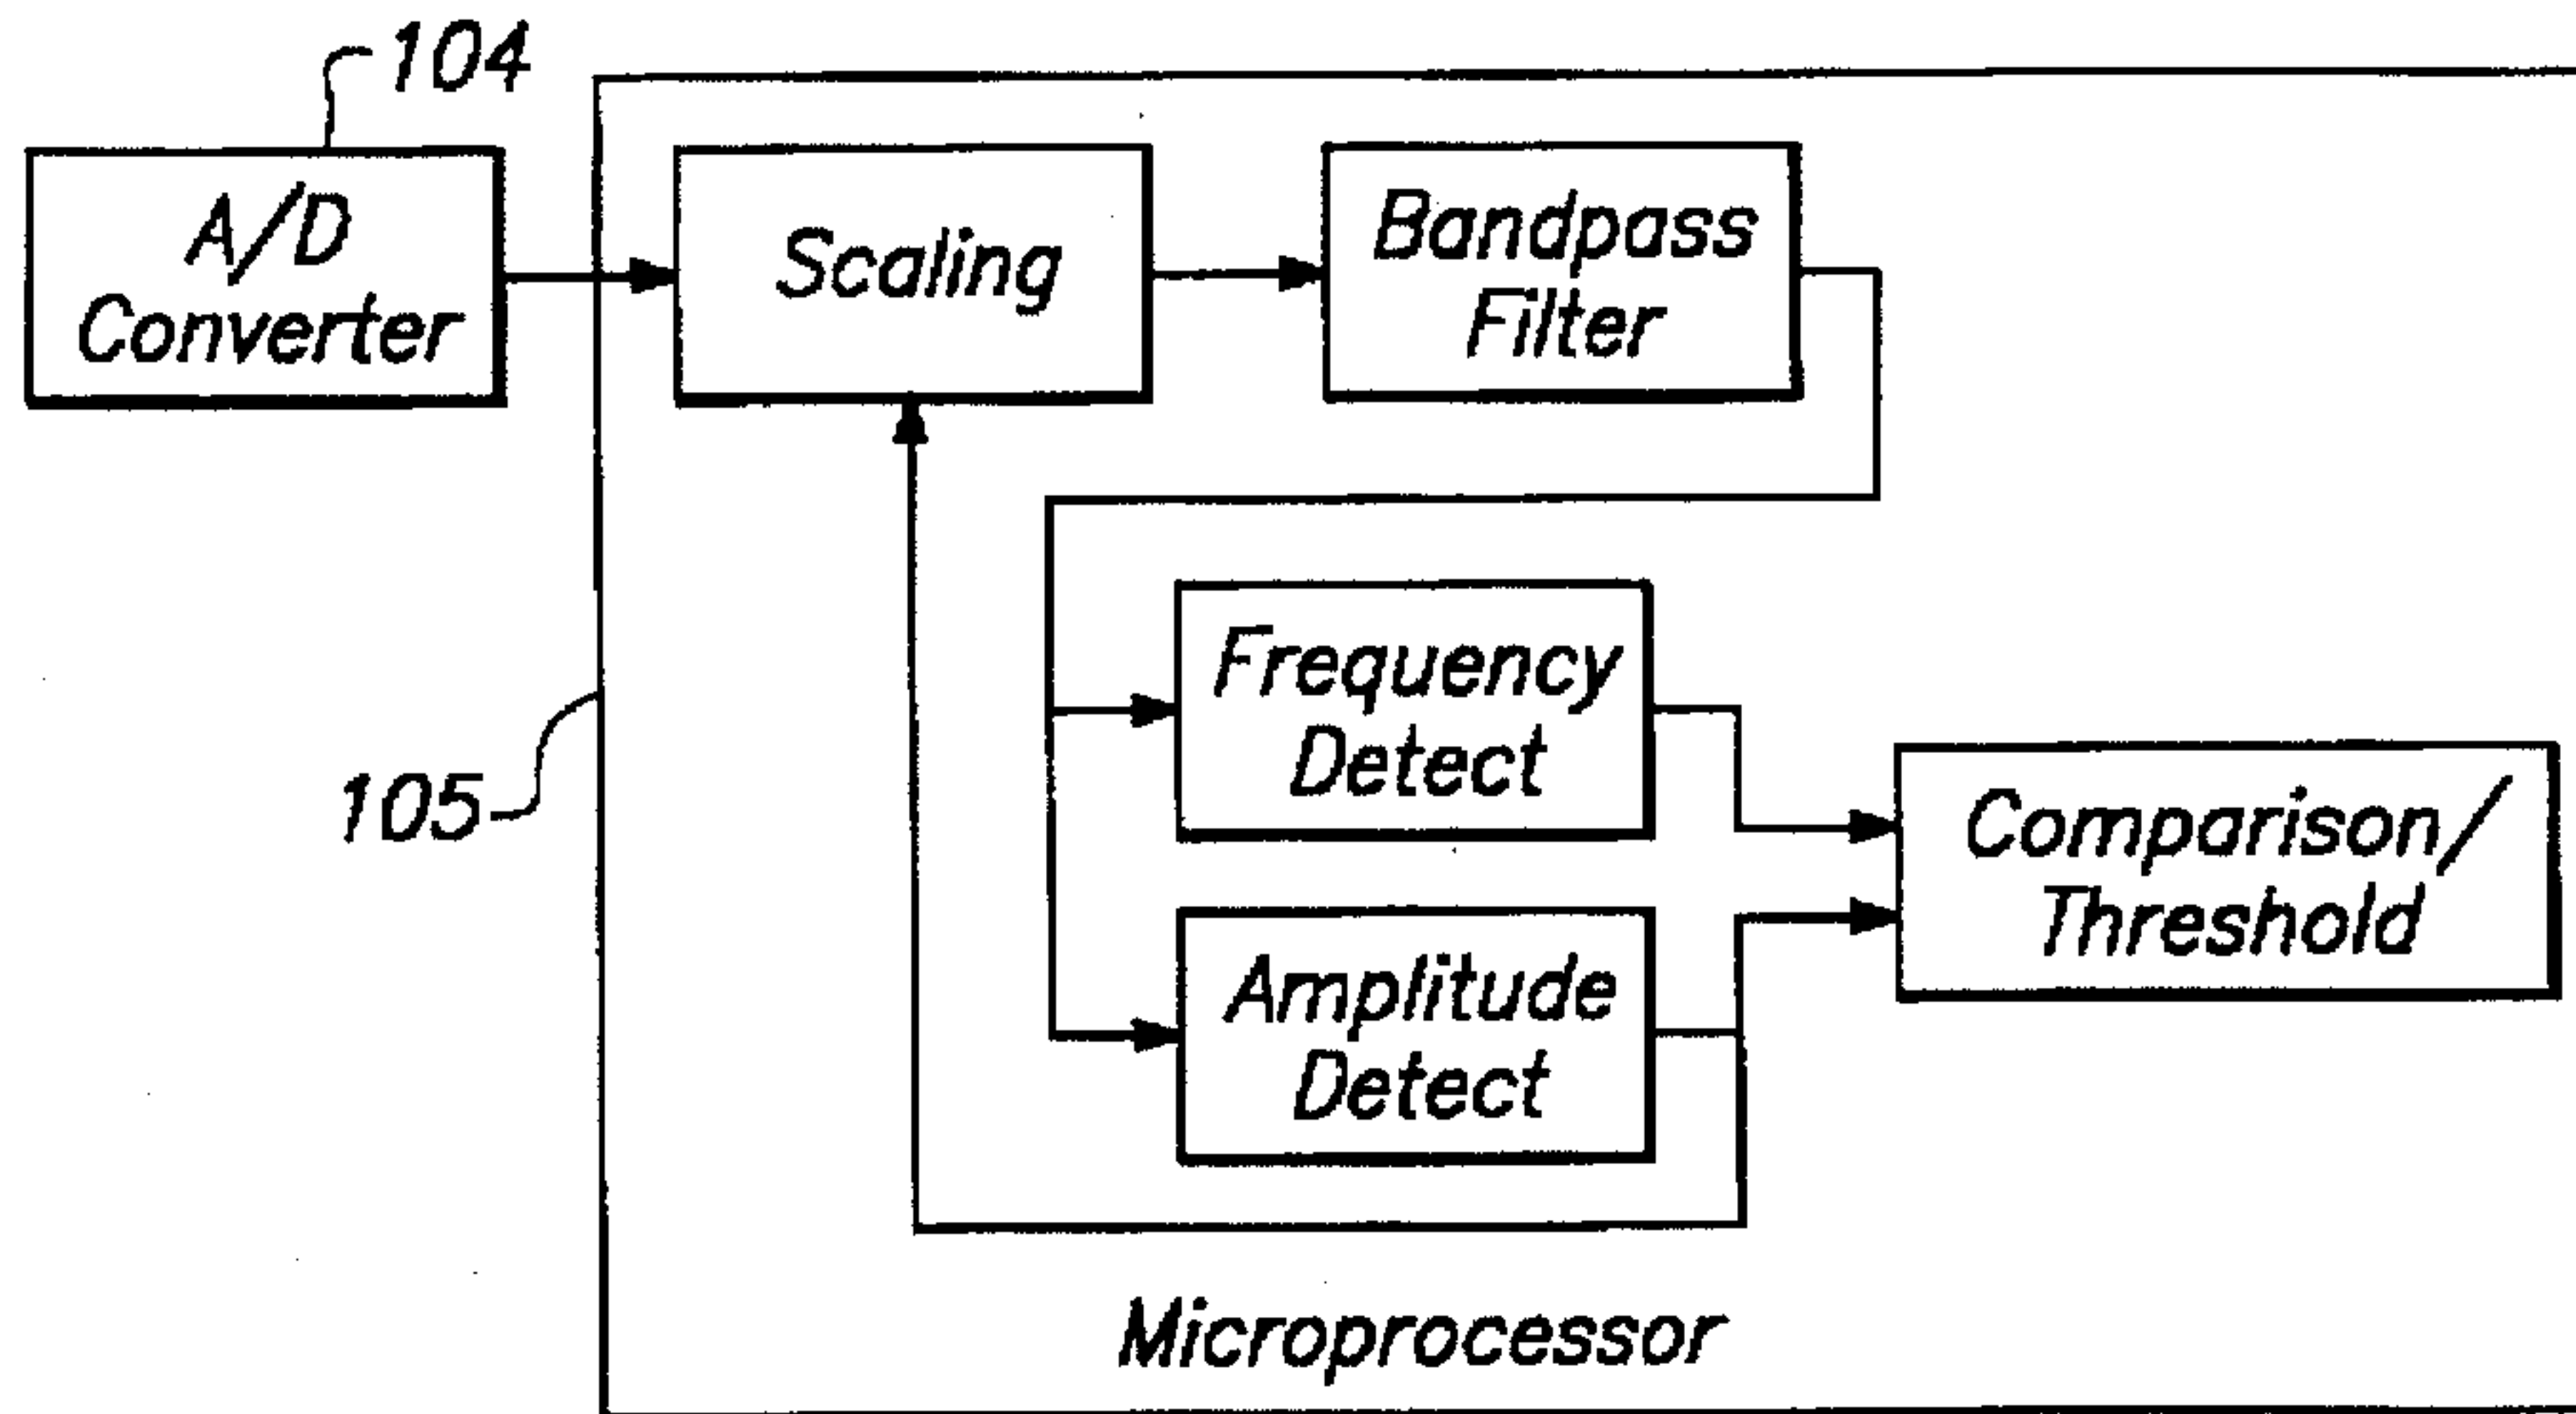 104
A/D
Converter
Scaling
Bandpass
Filter
Frequency
Detect
105
Comparison/
Threshold
Amplitude
Detect
Microprocessor